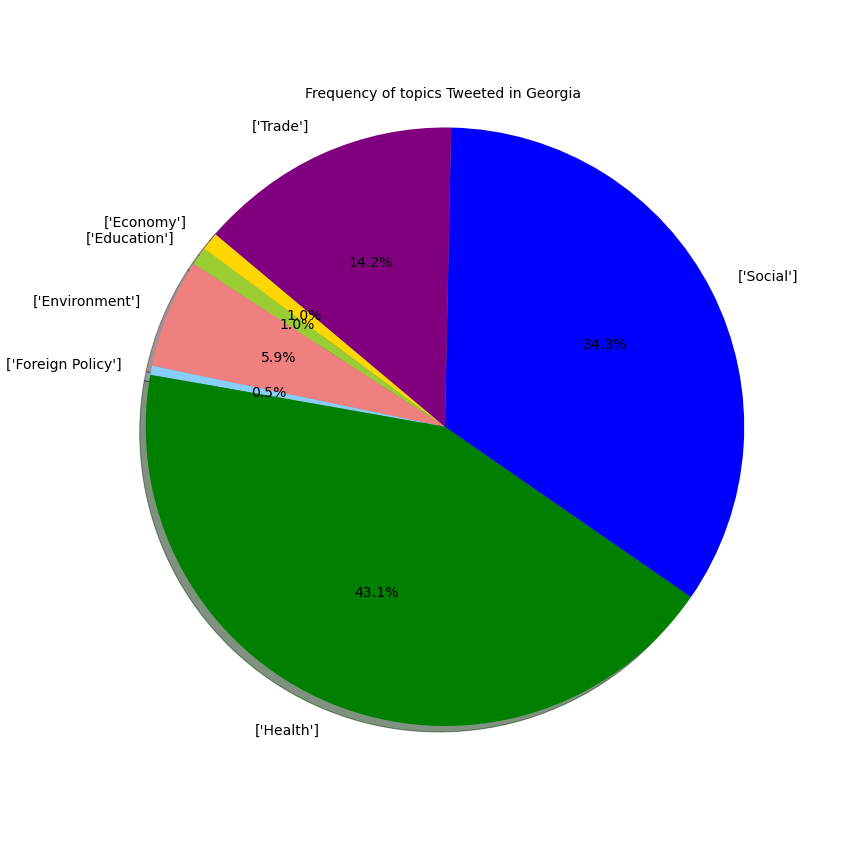 Frequency of topics Tweeted in Georgia
['Trade']
['Economy']
['Education']
['Environment']
['Foreign Policy']
['Health']
['Social']
14.2%
1.0%
1.0%
5.9%
0.5%
43.1%
34.3%